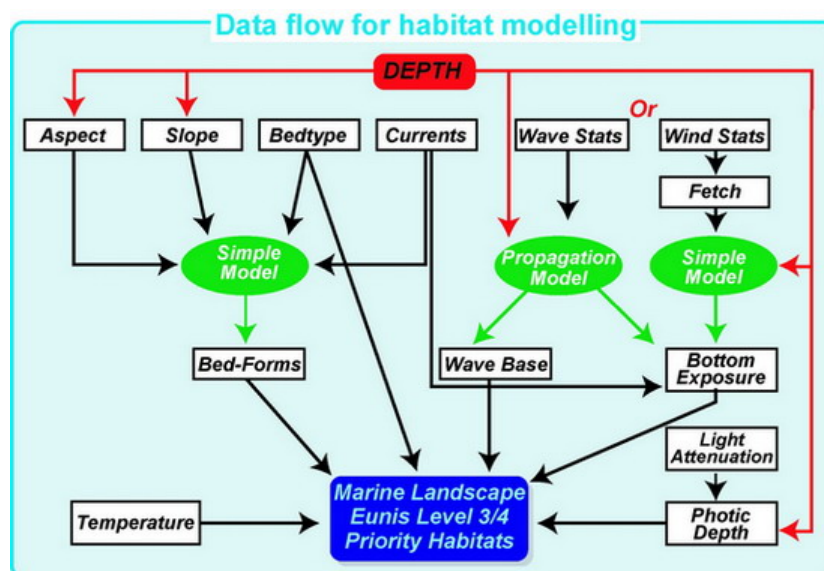 Data flow for habitat modelling
DEPTH
Or
Aspect
Slope
Bedtype
Currents
Wave Stats
Wind Stats
Fetch
Simple
Model
Propagation
Model
Simple
Model
Bed-Forms
Wave Base
Bottom
Exposure
Light
Attenuation
Marine Landscape
Eunis Level 3/4
Priority Habitats
Temperature
Photic
Depth